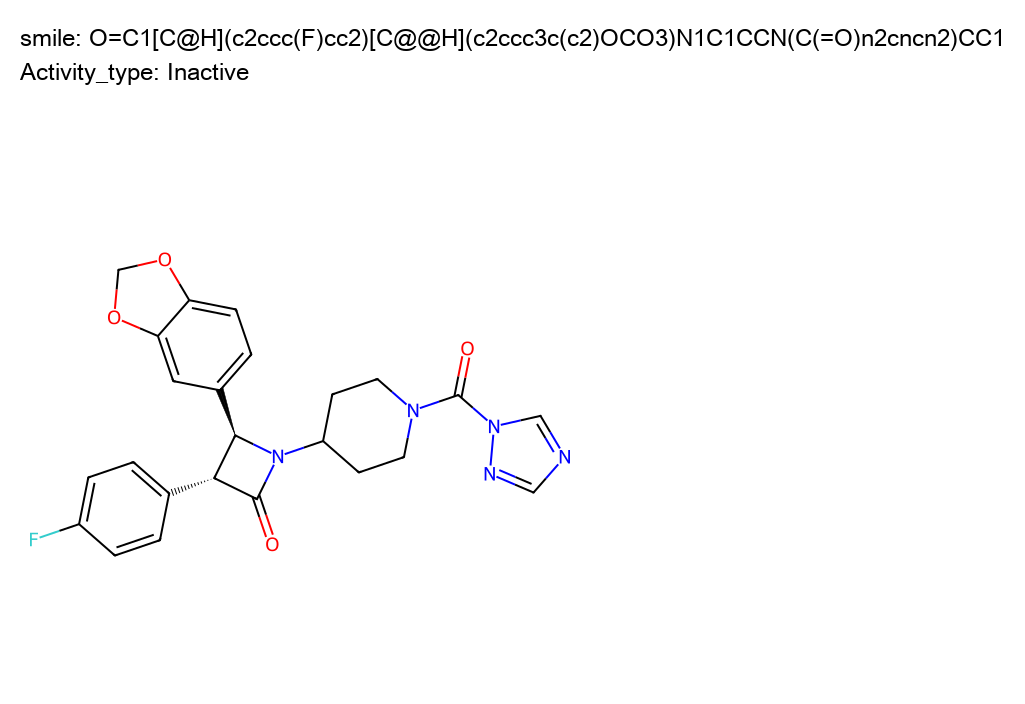 smile: O=C1[C@H](c2ccc(F)cc2)[C@@H](c2ccc3c(c2)OCO3)N1C1CCN(C(=O)n2cncn2)CC1
Activity_type: Inactive
O
O
O
N
N
N
N
N
F
O